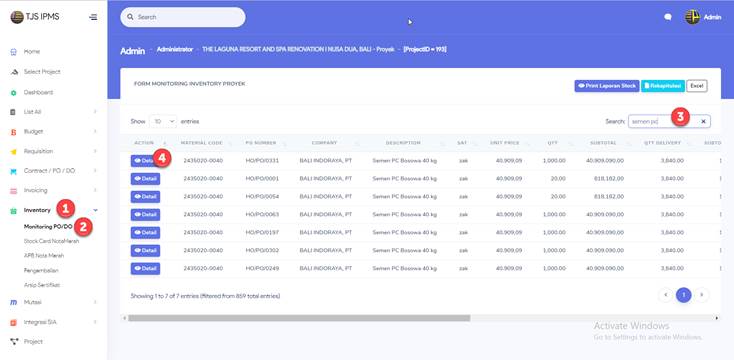 TJS IPMS
Search
Admin
Admin - Administrator - THE LAGUNA RESORT AND SPA RENOVATION I NUSA DUA, BALI - Proyek - [ProjectID = 193]
Home
Select Project
Dashboard
List All
Budget
Requisition
Contract / PO / DO
Invoicing
Inventory 1
Monitoring PO/DO 2
Stock Card NotaMerah
APB Nota Merah
Pengembalian
Arsip Sertifikat
Mutasi
Integrasi SIA
Project
FORM MONITORING INVENTORY PROYEK
Print Laporan Stock Rekapitulasi Excel
Show 10 entries
Search: semen pc 3
ACTION MATERIAL CODE PO NUMBER COMPANY DESCRIPTION SAT UNIT PRICE QTY SUBTOTAL QTY DELIVERY SUBTO
Detail 4 2435020-0040 HO/PO/0331 BALI INDORAYA, PT Semen PC Bosowa 40 kg zak 40.909,09 1,000.00 40.909.090,00 3,840.00
Detail 2435020-0040 HO/PO/0001 BALI INDORAYA, PT Semen PC Bosowa 40 kg zak 40.909,09 20.00 818.182,00 3,840.00
Detail 2435020-0040 HO/PO/0054 BALI INDORAYA, PT Semen PC Bosowa 40 kg zak 40.909,09 20.00 818.182,00 3,840.00
Detail 2435020-0040 HO/PO/0063 BALI INDORAYA, PT Semen PC Bosowa 40 kg zak 40.909,09 1,000.00 40.909.090,00 3,840.00
Detail 2435020-0040 HO/PO/0197 BALI INDORAYA, PT Semen PC Bosowa 40 kg zak 40.909,09 1,000.00 40.909.090,00 3,840.00
Detail 2435020-0040 HO/PO/0302 BALI INDORAYA, PT Semen PC Bosowa 40 kg zak 40.909,09 1,000.00 40.909.090,00 3,840.00
Detail 2435020-0040 HO/PO/0249 BALI INDORAYA, PT Semen PC Bosowa 40 kg zak 40.909,09 1,000.00 40.909.090,00 3,840.00
Showing 1 to 7 of 7 entries (filtered from 859 total entries)
1
Activate Windows
Go to Settings to activate Windows.